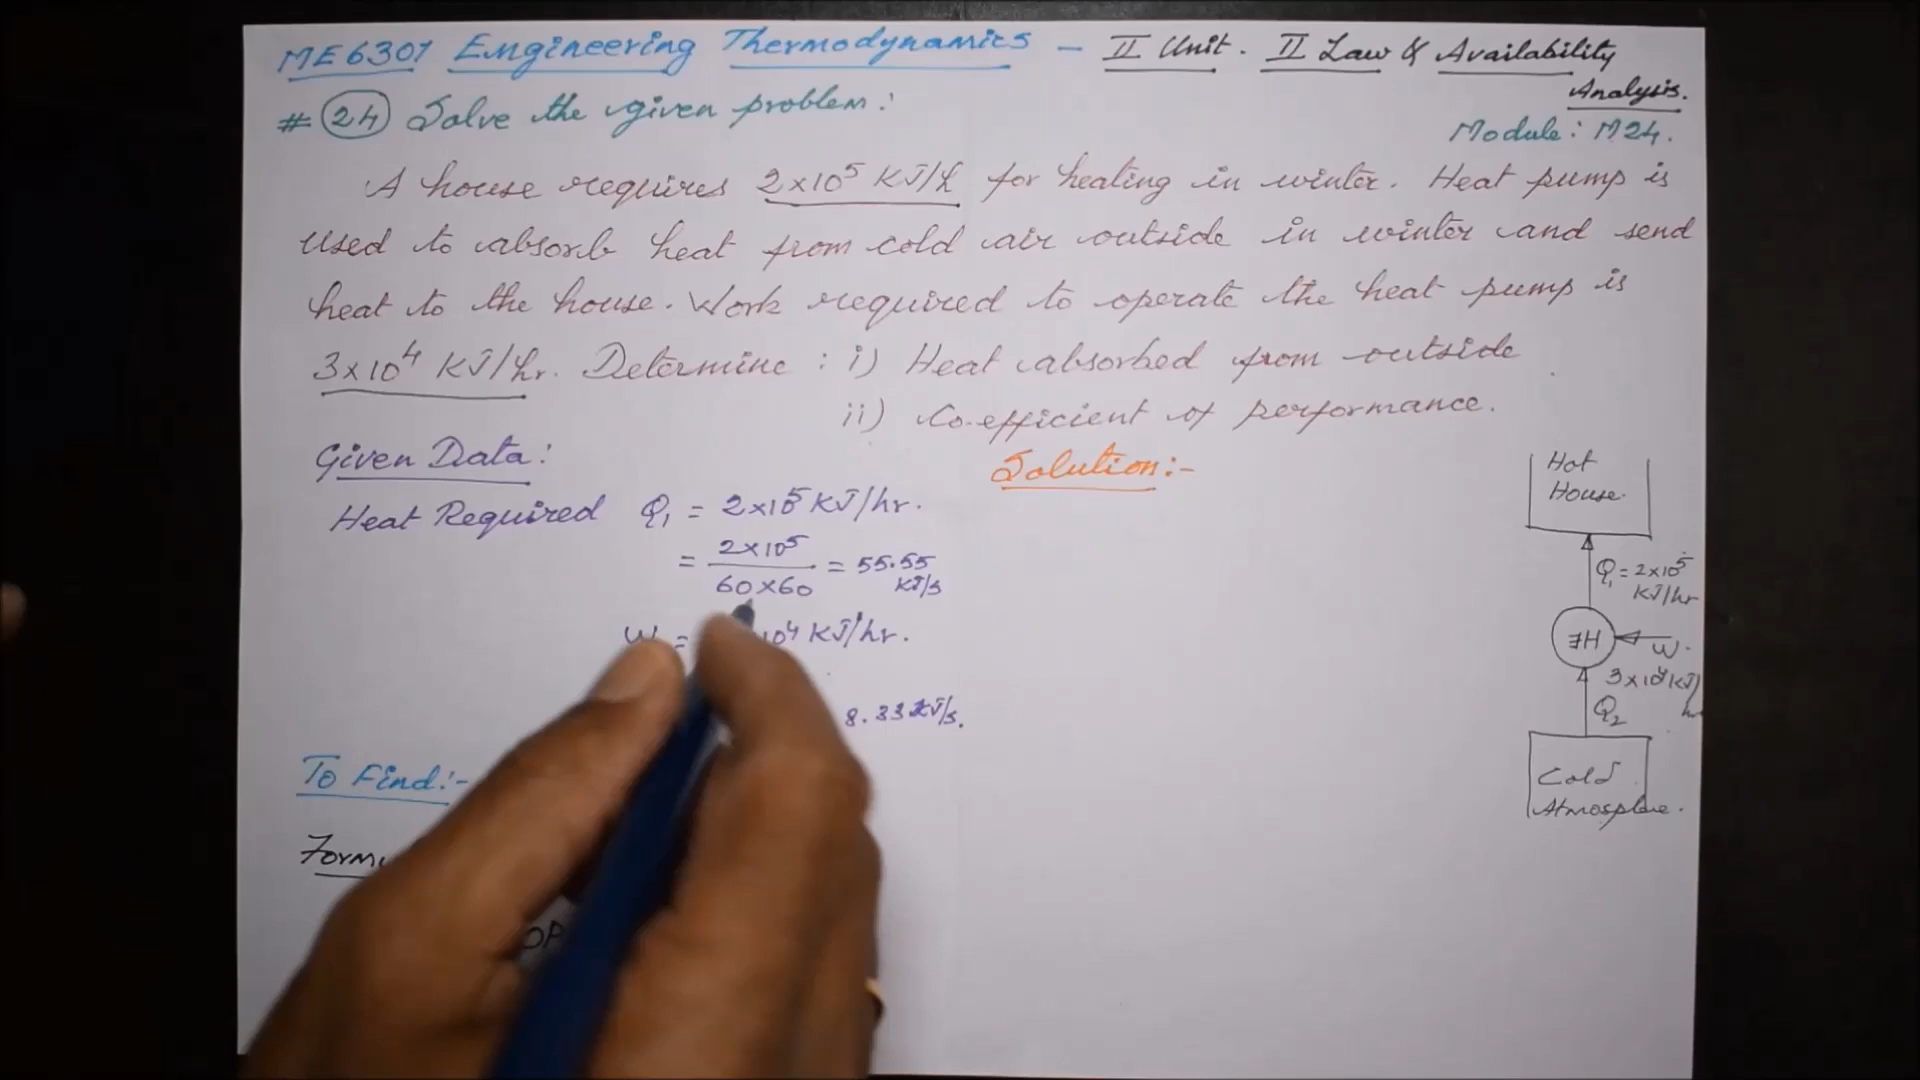 ME6301 Engineering Thermodynamics - II Unit. II Law & Availability
Analysis.
# 24 Solve the given problem:
Module: M24.
A house requires 2×10⁵ KJ/h for heating in winter. Heat pump is
used to absorb heat from cold air outside in winter and send
heat to the house. Work required to operate the heat pump is
3×10⁴ KJ/hr. Determine : i) Heat absorbed from outside
ii) Co-efficient of performance.
Given Data:
Solution:-
Heat Required Q₁ = 2×10⁵ KJ/hr.
= 2×10⁵ / 60×60 = 55.55 KJ/s
W = ×10⁴ KJ/hr.
8.33 KJ/s.
To Find:-
Hot
House.
Q₁ = 2×10⁵
KJ/hr
W.
3×10⁴ KJ/
Q₂
Cold
Atmosphere.